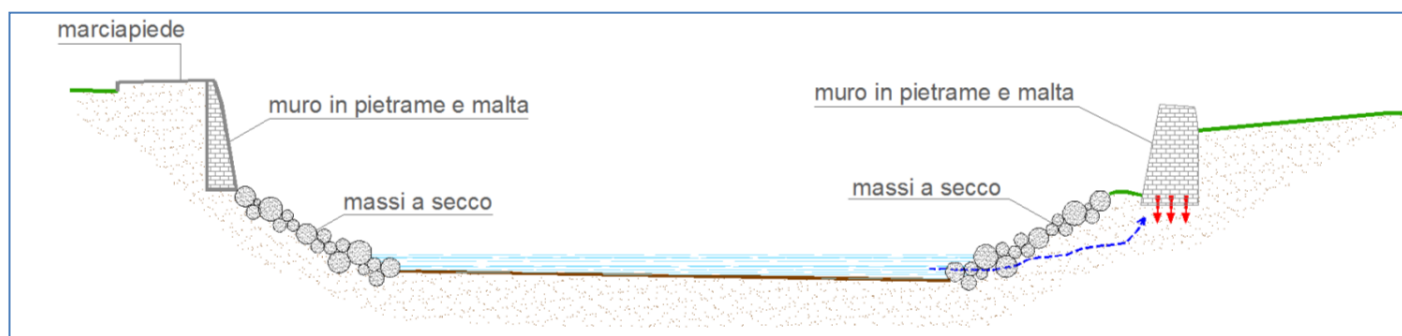 marciapiede
muro in pietrame e malta
muro in pietrame e malta
massi a secco
massi a secco